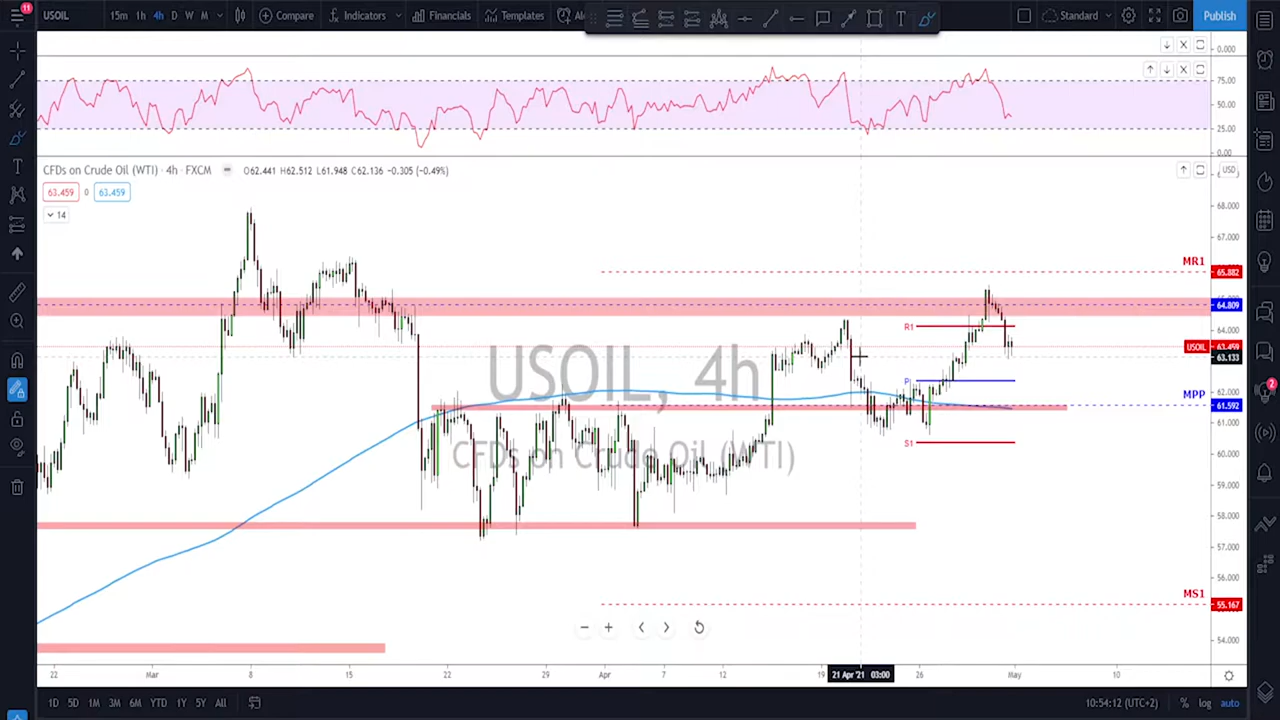 11
USOIL 15m 1h 4h D W M Compare Indicators Financials Templates Al Standard Publish
0.000
75.00
50.00
25.00
0.00
CFDs on Crude Oil (WTI) · 4h · FXCM O62.441 H62.512 L61.948 C62.136 -0.305 (-0.49%)
USD
63.459 0 63.459
14
68.000
67.000
MR1
65.882
64.809
R1
64.000
USOIL 63.459
63.133
USOIL, 4h
62.000
MPP
61.592
61.000
S1
CFDs on Crude Oil (WTI)
60.000
59.000
58.000
57.000
56.000
MS1
55.167
54.000
2
22 Mar 8 15 22 29 Apr 7 12 19 21 Apr '21 03:00 26 May 10
1D 5D 1M 3M 6M YTD 1Y 5Y All 10:54:12 (UTC+2) % log auto